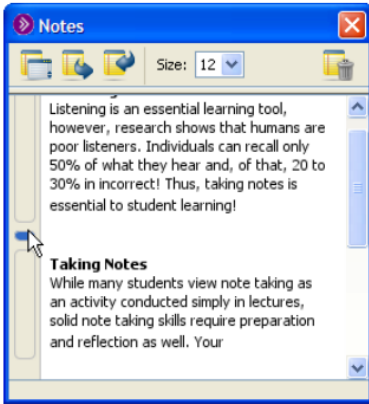 Notes
Size: 12
Listening is an essential learning tool,
however, research shows that humans are
poor listeners. Individuals can recall only
50% of what they hear and, of that, 20 to
30% in incorrect! Thus, taking notes is
essential to student learning!
Taking Notes
While many students view note taking as
an activity conducted simply in lectures,
solid note taking skills require preparation
and reflection as well. Your